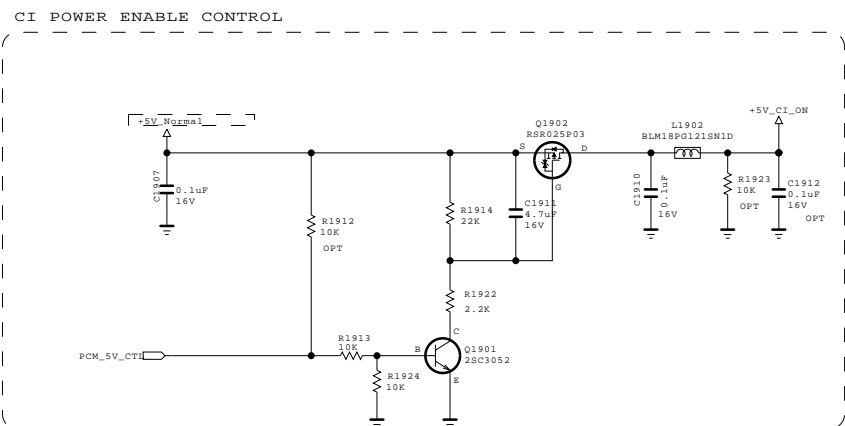 CI POWER ENABLE CONTROL
+5V_Normal
C1907
0.1uF
16V
R1912
10K
OPT
R1914
22K
C1911
4.7uF
16V
Q1902
RSR025P03
S
D
G
L1902
BLM18PG121SN1D
+5V_CI_ON
C1910
0.1uF
16V
R1923
10K
OPT
C1912
0.1uF
16V
OPT
R1922
2.2K
PCM_5V_CTL
R1913
10K
R1924
10K
B
C
E
Q1901
2SC3052